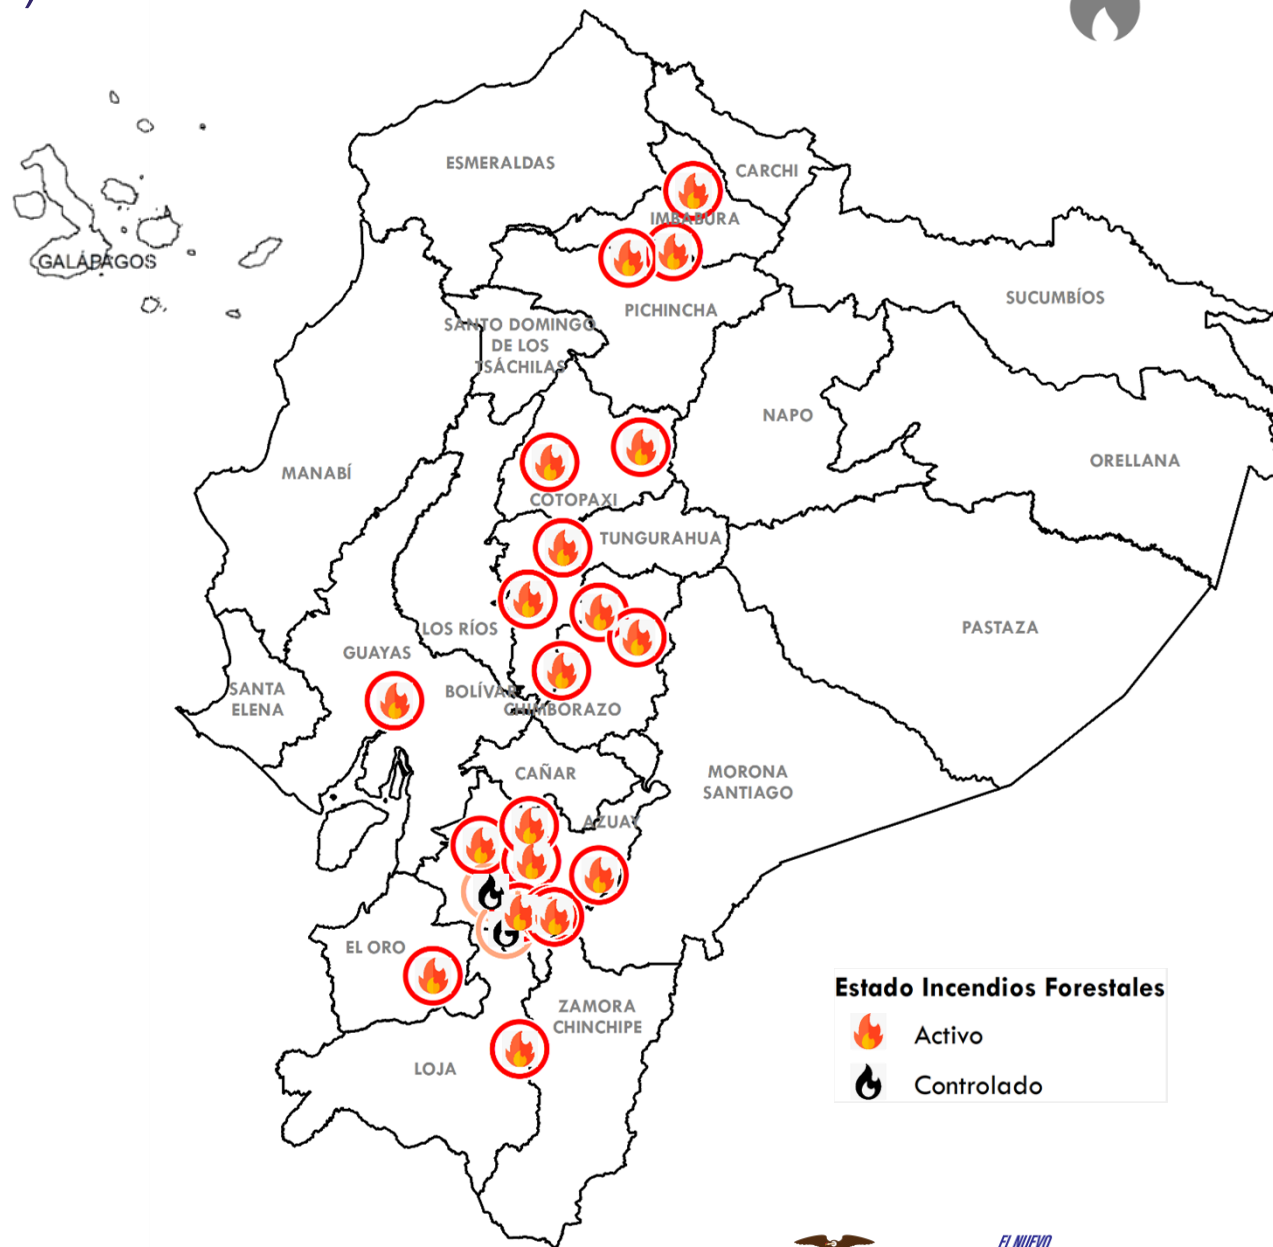 ESMERALDAS
CARCHI
IMBABURA
GALÁPAGOS
SUCUMBÍOS
PICHINCHA
SANTO DOMINGO
DE LOS
TSÁCHILAS
NAPO
ORELLANA
MANABÍ
COTOPAXI
TUNGURAHUA
PASTAZA
LOS RÍOS
GUAYAS
SANTA
ELENA
BOLÍVAR
CHIMBORAZO
CAÑAR
MORONA
SANTIAGO
AZUAY
EL ORO
ZAMORA
CHINCHIPE
LOJA
Estado Incendios Forestales
Activo
Controlado
EL NUEVO